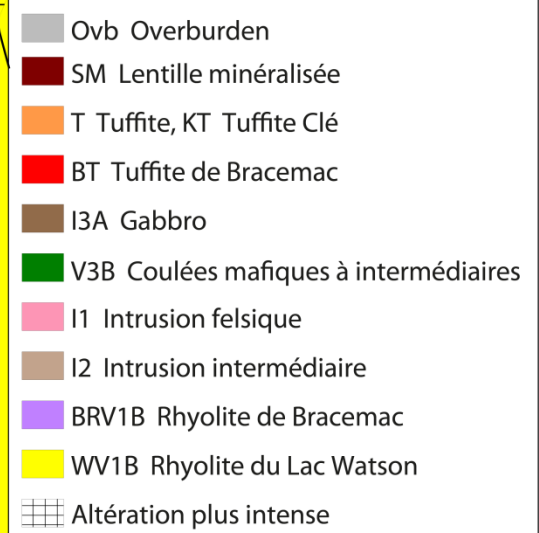 Ovb Overburden
SM Lentille minéralisée
T Tuffite, KT Tuffite Clé
BT Tuffite de Bracemac
I3A Gabbro
V3B Coulées mafiques à intermédiaires
I1 Intrusion felsique
I2 Intrusion intermédiaire
BRV1B Rhyolite de Bracemac
WV1B Rhyolite du Lac Watson
Altération plus intense